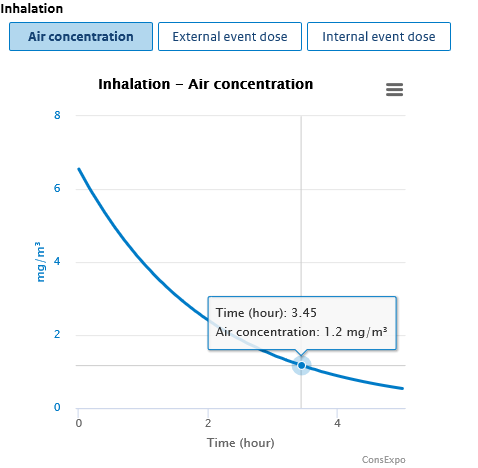 Inhalation
Air concentration
External event dose
Internal event dose
Inhalation – Air concentration
8
6
4
2
0
mg/m³
Time (hour): 3.45
Air concentration: 1.2 mg/m³
0 2 4
Time (hour)
ConsExpo